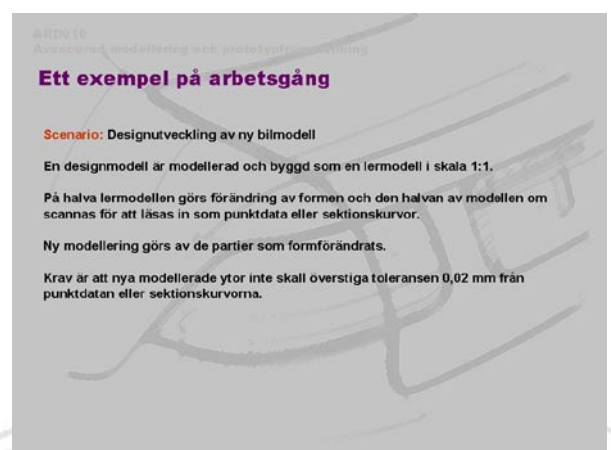 ARD610
Avancerad modellering och prototypframställning
Ett exempel på arbetsgång
Scenario: Designutveckling av ny bilmodell
En designmodell är modellerad och byggd som en lermodell i skala 1:1.
På halva lermodellen görs förändring av formen och den halvan av modellen om
scannas för att läsas in som punktdata eller sektionskurvor.
Ny modellering görs av de partier som formförändrats.
Krav är att nya modellerade ytor inte skall överstiga toleransen 0,02 mm från
punktdatan eller sektionskurvorna.